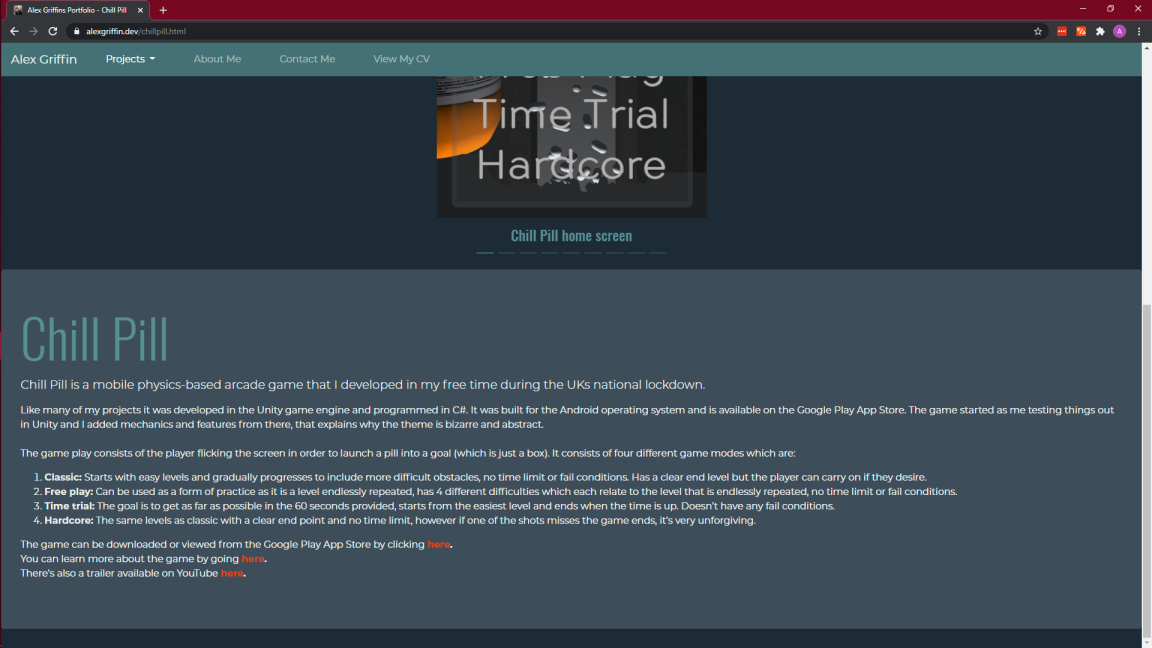 Alex Griffins Portfolio - Chill Pill
alexgriffin.dev/chillpill.html
A
Alex Griffin
Projects
About Me
Contact Me
View My CV
Time Trial
Hardcore
Chill Pill home screen
Chill Pill
Chill Pill is a mobile physics-based arcade game that I developed in my free time during the UKs national lockdown.
Like many of my projects it was developed in the Unity game engine and programmed in C#. It was built for the Android operating system and is available on the Google Play App Store. The game started as me testing things out
in Unity and I added mechanics and features from there, that explains why the theme is bizarre and abstract.
The game play consists of the player flicking the screen in order to launch a pill into a goal (which is just a box). It consists of four different game modes which are:
1. Classic: Starts with easy levels and gradually progresses to include more difficult obstacles, no time limit or fail conditions. Has a clear end level but the player can carry on if they desire.
2. Free play: Can be used as a form of practice as it is a level endlessly repeated, has 4 different difficulties which each relate to the level that is endlessly repeated, no time limit or fail conditions.
3. Time trial: The goal is to get as far as possible in the 60 seconds provided, starts from the easiest level and ends when the time is up. Doesn't have any fail conditions.
4. Hardcore: The same levels as classic with a clear end point and no time limit, however if one of the shots misses the game ends, it's very unforgiving.
The game can be downloaded or viewed from the Google Play App Store by clicking here.
You can learn more about the game by going here.
There's also a trailer available on YouTube here.